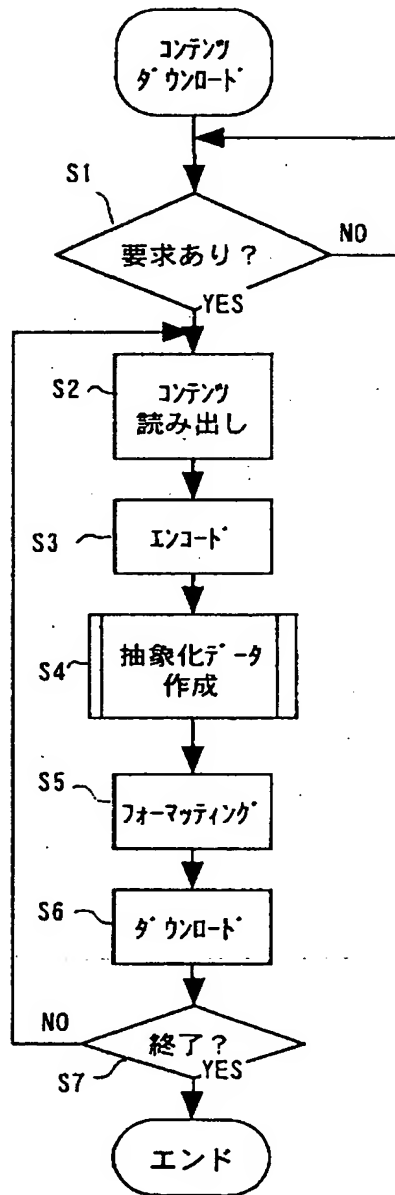 コンテンツ
ダウンロード
S1
要求あり？
NO
YES
S2
コンテンツ
読み出し
S3
エンコード
S4
抽象化データ
作成
S5
フォーマッティング
S6
ダウンロード
NO
終了？
YES
S7
エンド